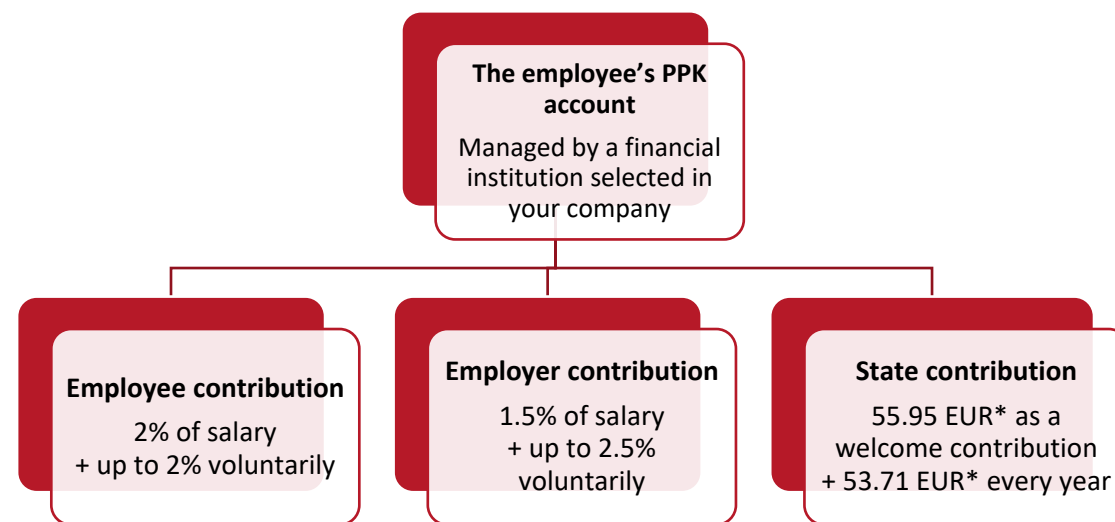 The employee’s PPK
account
Managed by a financial
institution selected in
your company
Employee contribution
2% of salary
+ up to 2% voluntarily
Employer contribution
1.5% of salary
+ up to 2.5%
voluntarily
State contribution
55.95 EUR* as a
welcome contribution
+ 53.71 EUR* every year